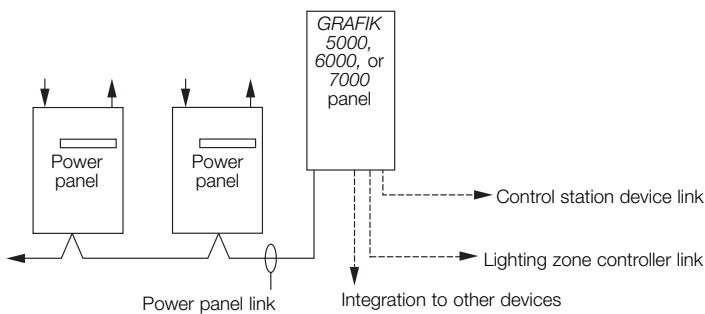 GRAFIK
5000,
6000, or
7000
panel
Power
panel
Power
panel
Control station device link
Lighting zone controller link
Power panel link
Integration to other devices